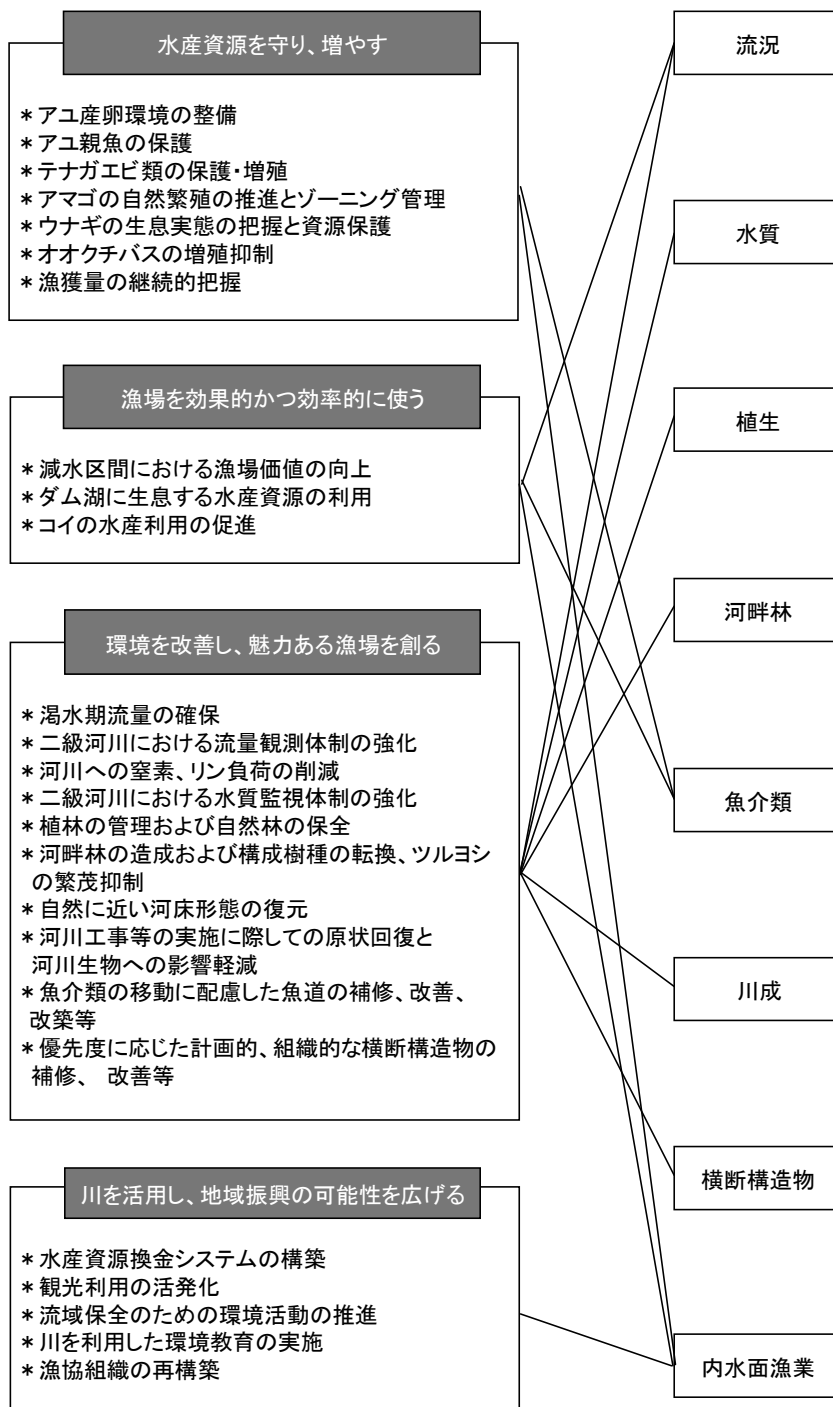 水産資源を守り、増やす
＊アユ産卵環境の整備
＊アユ親魚の保護
＊テナガエビ類の保護・増殖
＊アマゴの自然繁殖の推進とゾーニング管理
＊ウナギの生息実態の把握と資源保護
＊オオクチバスの増殖抑制
＊漁獲量の継続的把握
漁場を効果的かつ効率的に使う
＊減水区間における漁場価値の向上
＊ダム湖に生息する水産資源の利用
＊コイの水産利用の促進
環境を改善し、魅力ある漁場を創る
＊渇水期流量の確保
＊二級河川における流量観測体制の強化
＊河川への窒素、リン負荷の削減
＊二級河川における水質監視体制の強化
＊植林の管理および自然林の保全
＊河畔林の造成および構成樹種の転換、ツルヨシ
の繁茂抑制
＊自然に近い河床形態の復元
＊河川工事等の実施に際しての原状回復と
河川生物への影響軽減
＊魚介類の移動に配慮した魚道の補修、改善、
改築等
＊優先度に応じた計画的、組織的な横断構造物の
補修、 改善等
川を活用し、地域振興の可能性を広げる
＊水産資源換金システムの構築
＊観光利用の活発化
＊流域保全のための環境活動の推進
＊川を利用した環境教育の実施
＊漁協組織の再構築
流況
水質
植生
河畔林
魚介類
川成
横断構造物
内水面漁業